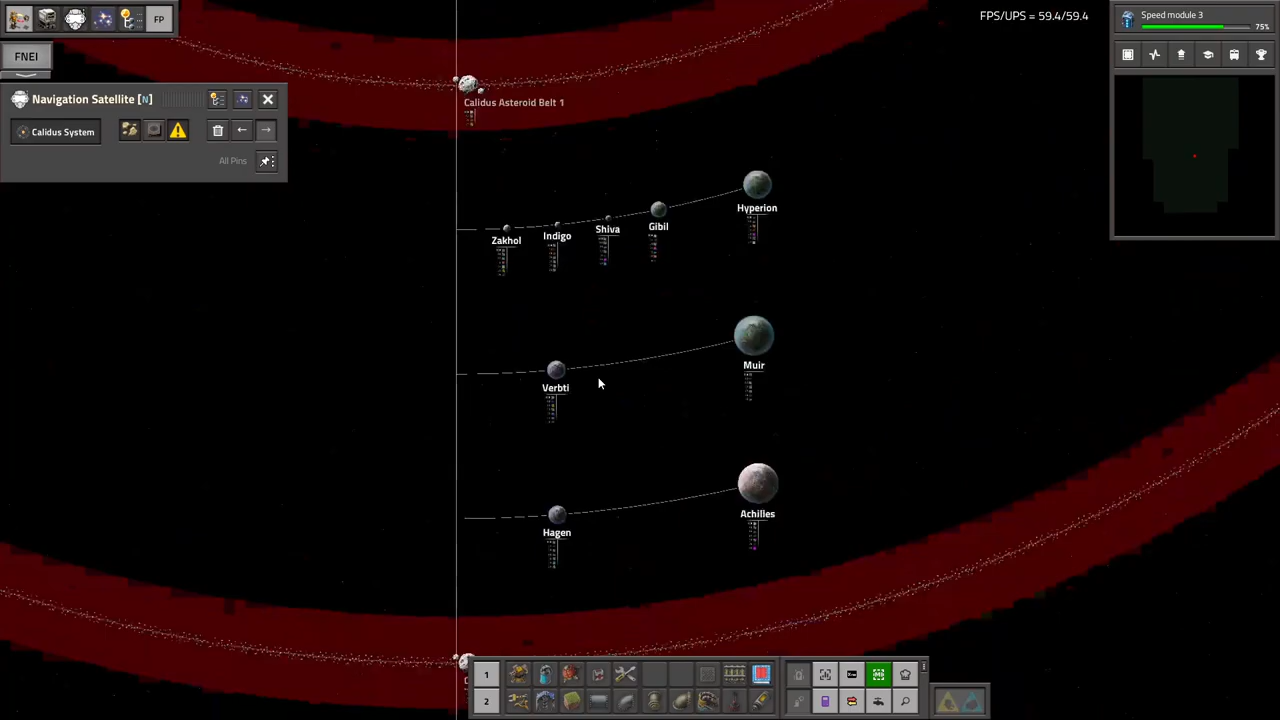 FP
FPS/UPS = 59.4/59.4
Speed module 3
75%
FNEI
Navigation Satellite [N]
Calidus System
All Pins
Calidus Asteroid Belt 1
Hyperion
Zakhol
Indigo
Shiva
Gibil
Verbti
Muir
Hagen
Achilles
1
2